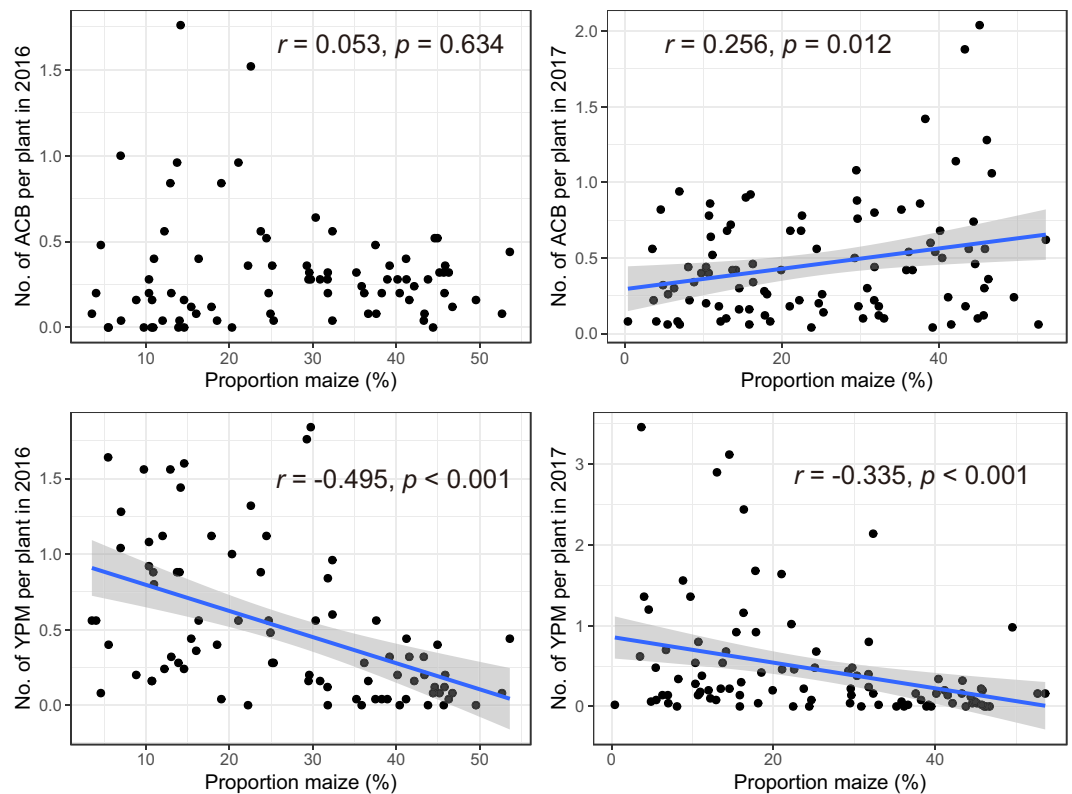 No. of ACB per plant in 2016
r = 0.053, p = 0.634
1.5
1.0
0.5
0.0
10 20 30 40 50
Proportion maize (%)
No. of ACB per plant in 2017
r = 0.256, p = 0.012
2.0
1.5
1.0
0.5
0.0
0 20 40
Proportion maize (%)
No. of YPM per plant in 2016
r = -0.495, p < 0.001
1.5
1.0
0.5
0.0
10 20 30 40 50
Proportion maize (%)
No. of YPM per plant in 2017
r = -0.335, p < 0.001
3
2
1
0
0 20 40
Proportion maize (%)